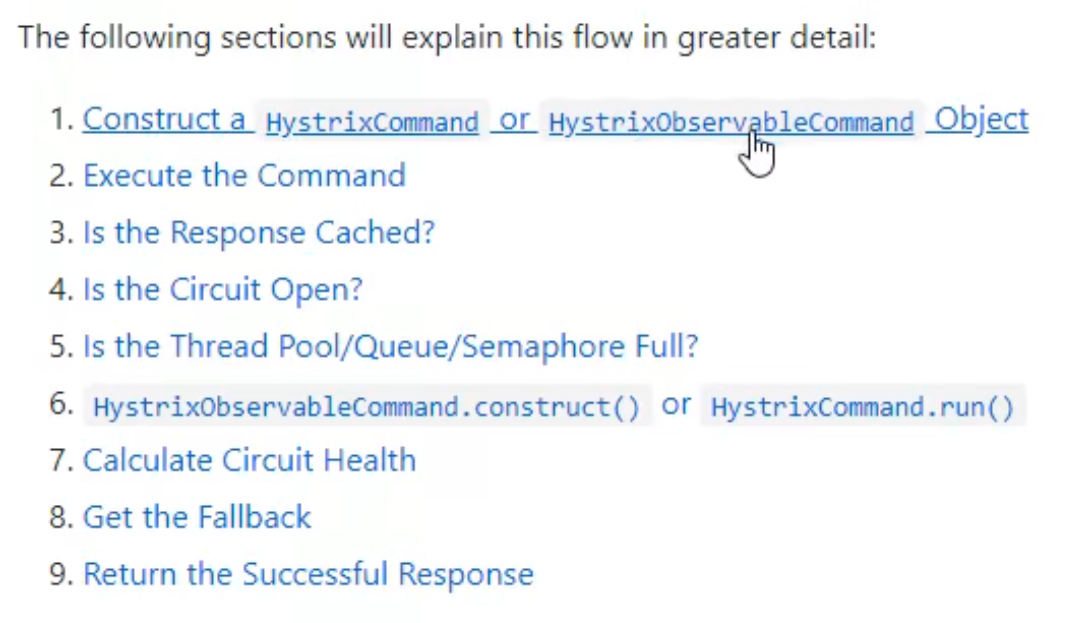 The following sections will explain this flow in greater detail:
1. Construct a HystrixCommand or HystrixObservableCommand Object
2. Execute the Command
3. Is the Response Cached?
4. Is the Circuit Open?
5. Is the Thread Pool/Queue/Semaphore Full?
6. HystrixObservableCommand.construct() or HystrixCommand.run()
7. Calculate Circuit Health
8. Get the Fallback
9. Return the Successful Response